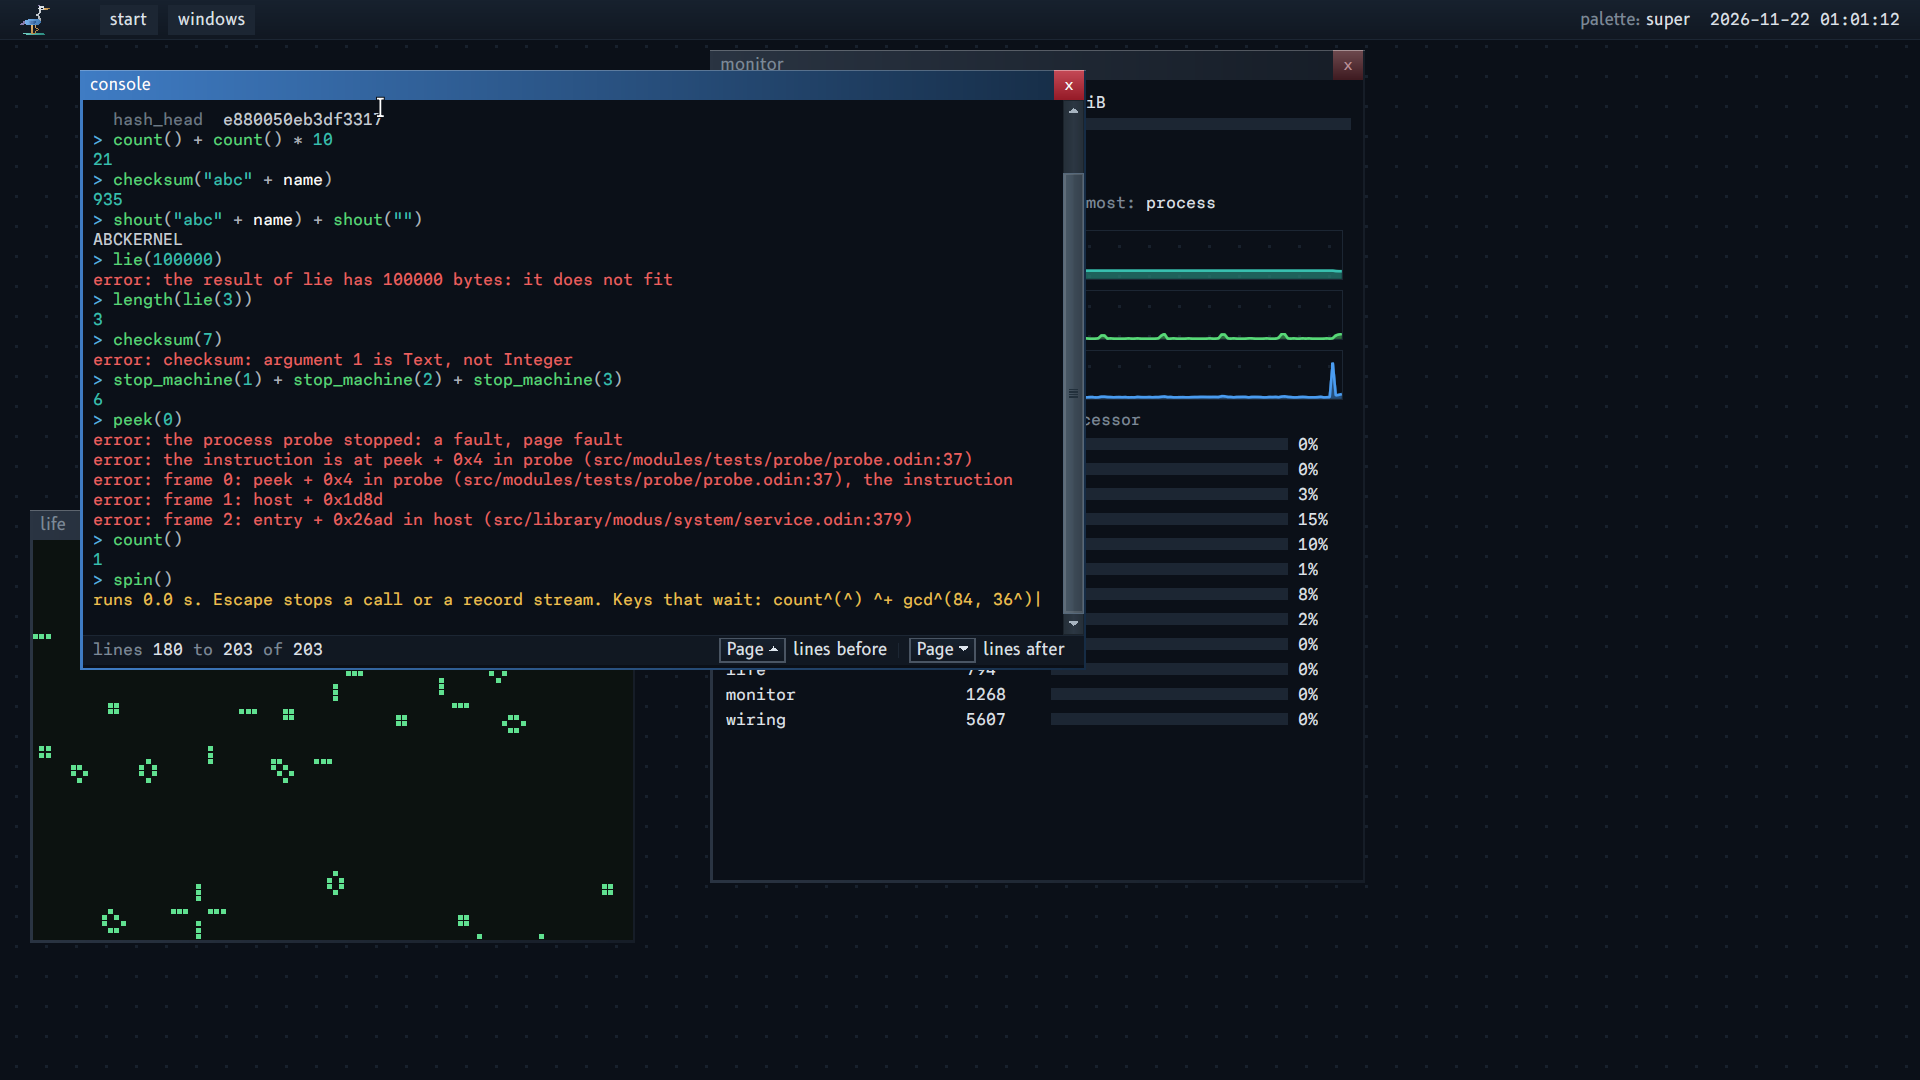 start windows palette: super 2026-11-22 01:01:12
monitor x
console x
iB
hash_head e880050eb3df3317
> count() + count() * 10
21
> checksum("abc" + name)
935
most: process
> shout("abc" + name) + shout("")
ABCKERNEL
> lie(100000)
error: the result of lie has 100000 bytes: it does not fit
> length(lie(3))
3
> checksum(7)
error: checksum: argument 1 is Text, not Integer
> stop_machine(1) + stop_machine(2) + stop_machine(3)
6
> peek(0)
error: the process probe stopped: a fault, page fault
error: the instruction is at peek + 0x4 in probe (src/modules/tests/probe/probe.odin:37)
error: frame 0: peek + 0x4 in probe (src/modules/tests/probe/probe.odin:37), the instruction
error: frame 1: host + 0x1d8d
error: frame 2: entry + 0x26ad in host (src/library/modus/system/service.odin:379)
> count()
1
> spin()
runs 0.0 s. Escape stops a call or a record stream. Keys that wait: count^(^) ^+ gcd^(84, 36^)|
lines 180 to 203 of 203 Page lines before Page lines after
cessor
0%
0%
3%
15%
10%
1%
8%
2%
0%
life 794 0%
monitor 1268 0%
wiring 5607 0%
life